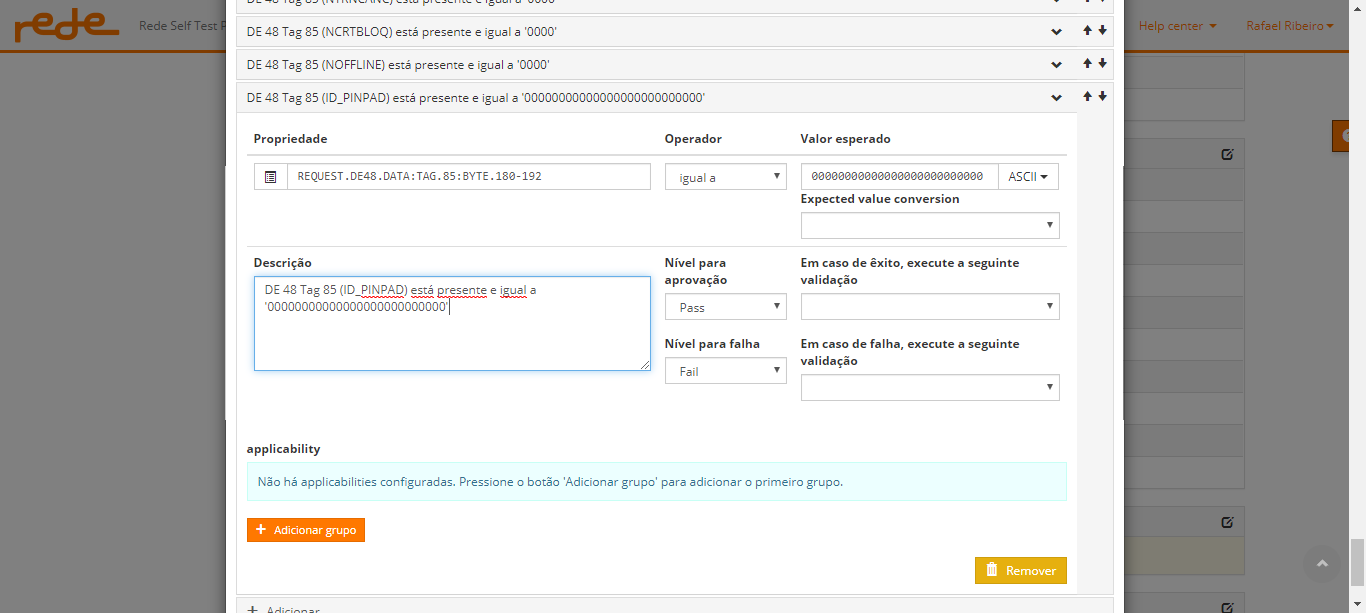 DE 48 Tag 85 (NTRNCANC) está presente e igual a '0000'
rede
Rede Self Test P
Help center
Rafael Ribeiro
DE 48 Tag 85 (NCRTBLOQ) está presente e igual a '0000'
DE 48 Tag 85 (NOFFLINE) está presente e igual a '0000'
DE 48 Tag 85 (ID_PINPAD) está presente e igual a '00000000000000000000000000'
Propriedade
Operador
Valor esperado
REQUEST.DE48.DATA:TAG.85:BYTE.180-192
igual a
00000000000000000000000000
ASCII
Expected value conversion
Descrição
DE 48 Tag 85 (ID_PINPAD) está presente e igual a
'00000000000000000000000000'
Nível para
aprovação
Pass
Em caso de êxito, execute a seguinte
validação
Nível para falha
Fail
Em caso de falha, execute a seguinte
validação
applicability
Não há applicabilities configuradas. Pressione o botão 'Adicionar grupo' para adicionar o primeiro grupo.
+ Adicionar grupo
Remover
+ Adicionar